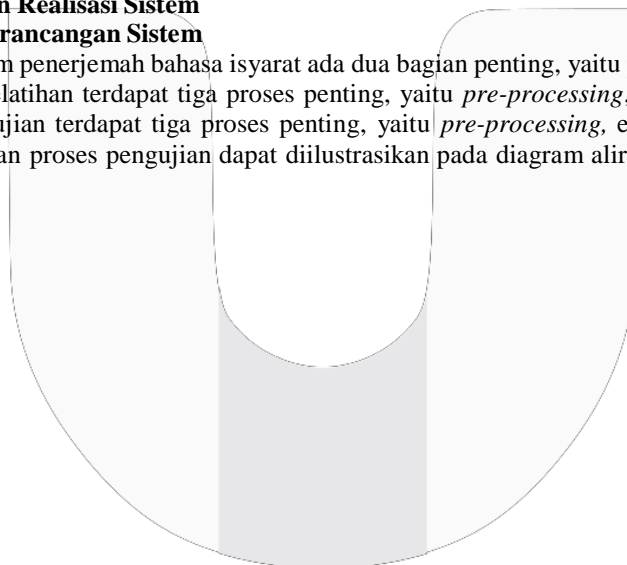 n Realisasi Sistem
rancangan Sistem
m penerjemah bahasa isyarat ada dua bagian penting, yaitu
elatihan terdapat tiga proses penting, yaitu pre-processing,
ujian terdapat tiga proses penting, yaitu pre-processing, e
an proses pengujian dapat diilustrasikan pada diagram alir